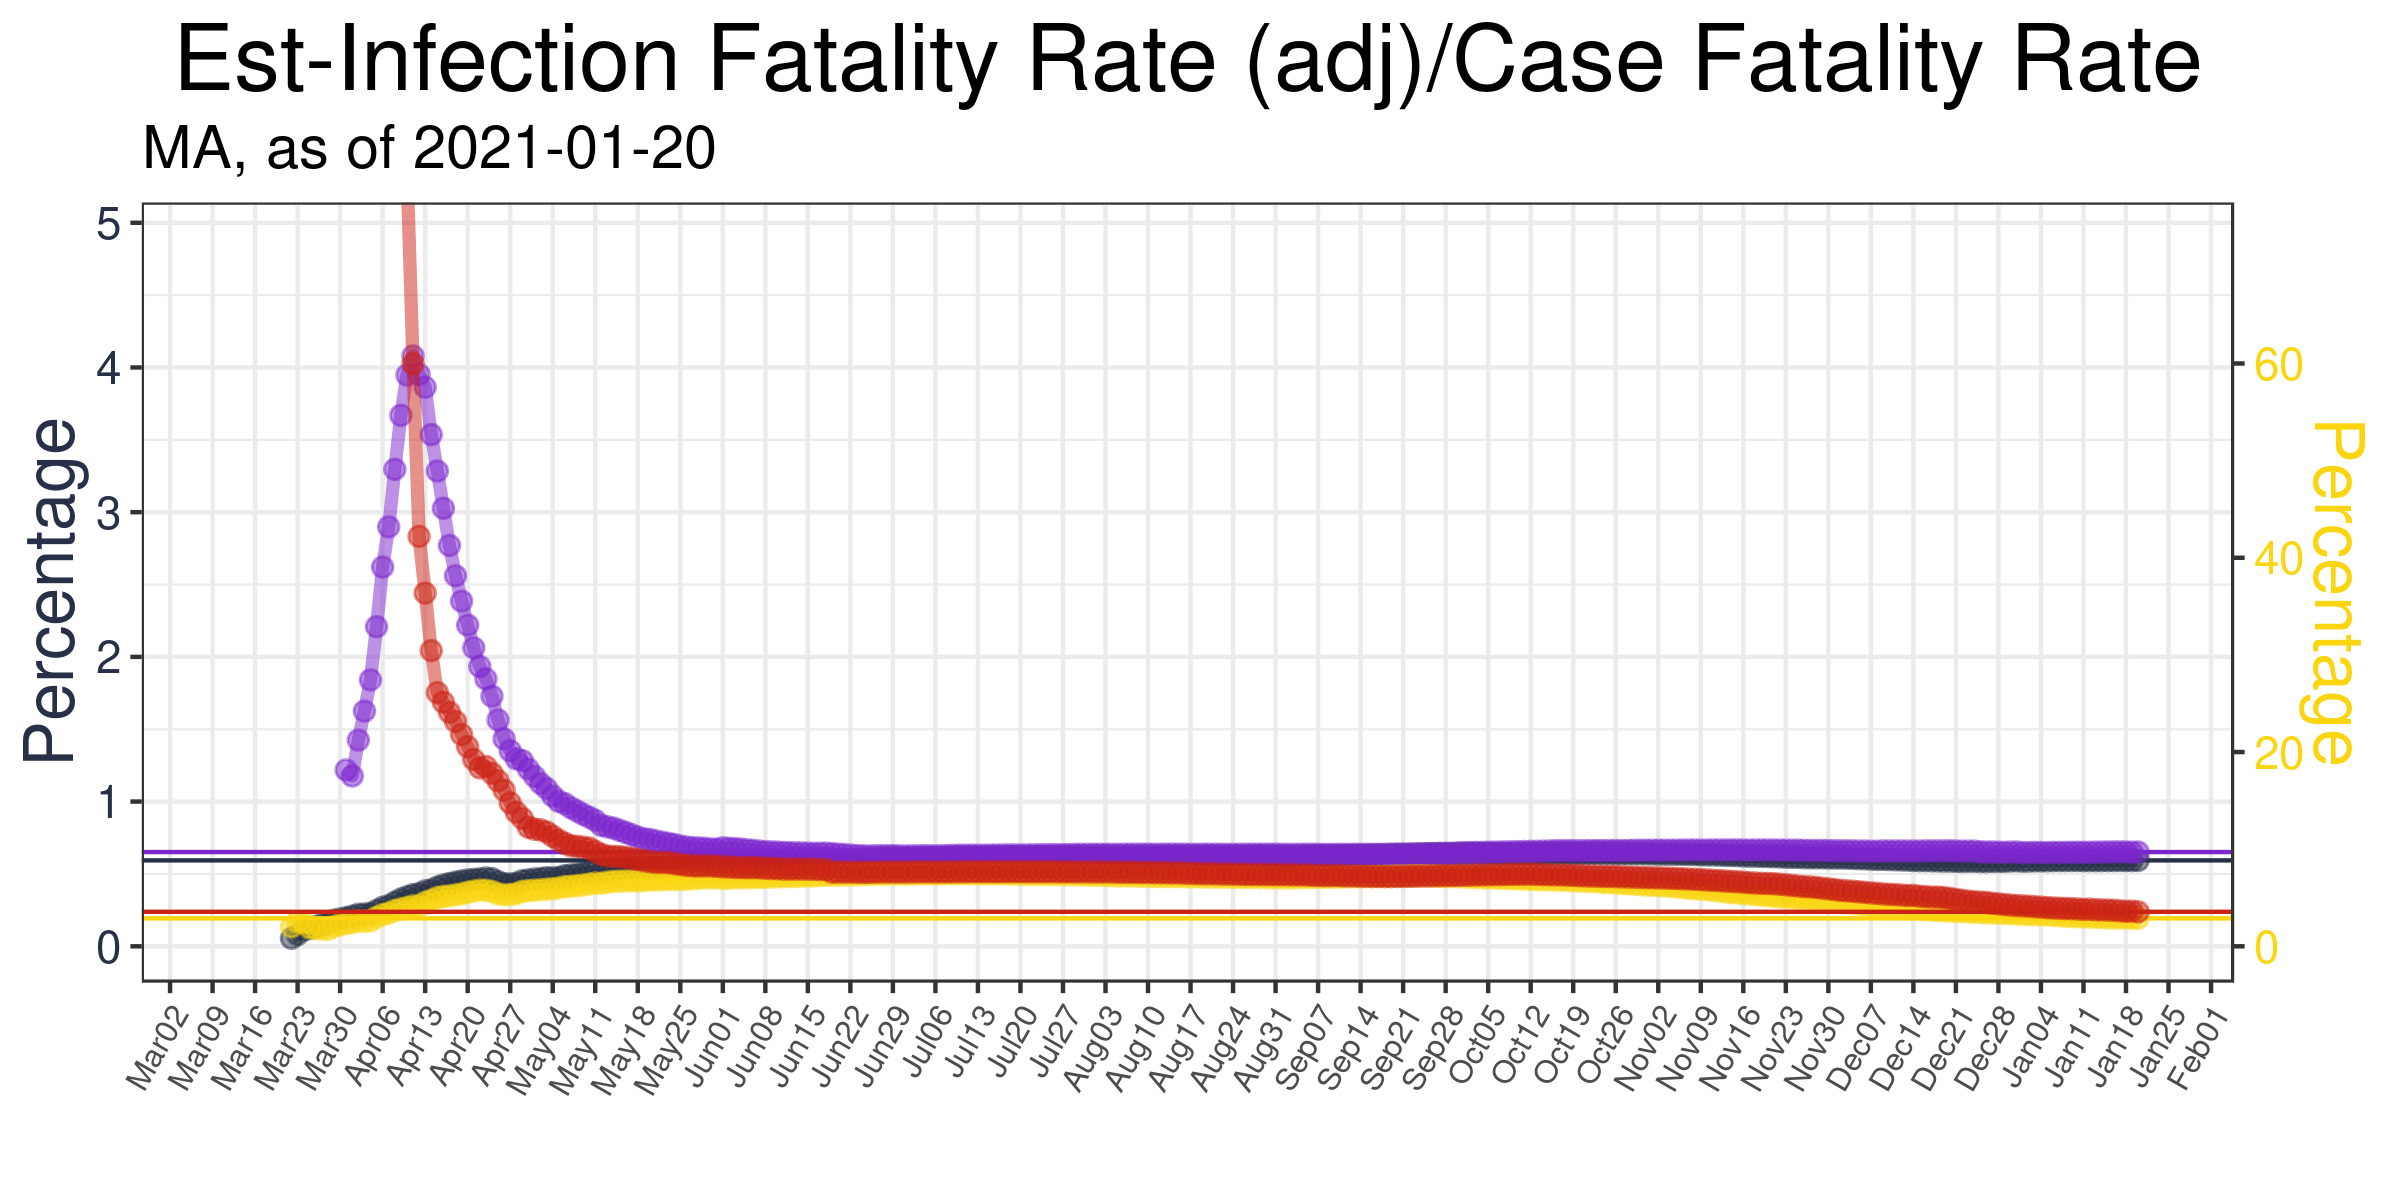 Est-Infection Fatality Rate (adj)/Case Fatality Rate
MA, as of 2021-01-20
Percentage
5
4
3
2
1
0
60
40
20
0
Percentage
Mar02
Mar09
Mar16
Mar23
Mar30
Apr06
Apr13
Apr20
Apr27
May04
May11
May18
May25
Jun01
Jun08
Jun15
Jun22
Jun29
Jul06
Jul13
Jul20
Jul27
Aug03
Aug10
Aug17
Aug24
Aug31
Sep07
Sep14
Sep21
Sep28
Oct05
Oct12
Oct19
Oct26
Nov02
Nov09
Nov16
Nov23
Nov30
Dec07
Dec14
Dec21
Dec28
Jan04
Jan11
Jan18
Jan25
Feb01